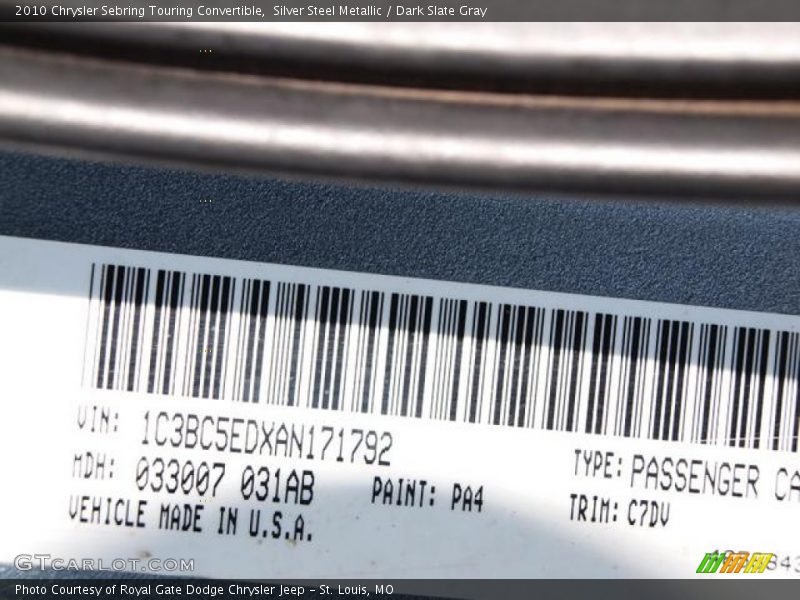 2010 Chrysler Sebring Touring Convertible,  Silver Steel Metallic / Dark Slate Gray
VIN: 1C3BC5EDXAN171792
TYPE: PASSENGER CA
MDH: 033007 031AB
PAINT: PA4
TRIM: C7DV
VEHICLE MADE IN U.S.A.
GTCARLOT.COM
Photo Courtesy of Royal Gate Dodge Chrysler Jeep – St. Louis, MO